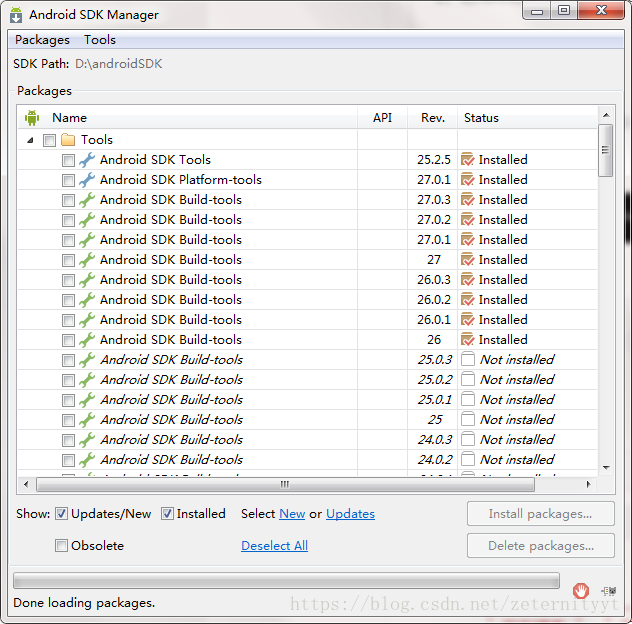 Android SDK Manager
Packages Tools
SDK Path: D:\androidSDK
Packages
Name API Rev. Status
Tools
Android SDK Tools 25.2.5 Installed
Android SDK Platform-tools 27.0.1 Installed
Android SDK Build-tools 27.0.3 Installed
Android SDK Build-tools 27.0.2 Installed
Android SDK Build-tools 27.0.1 Installed
Android SDK Build-tools 27 Installed
Android SDK Build-tools 26.0.3 Installed
Android SDK Build-tools 26.0.2 Installed
Android SDK Build-tools 26.0.1 Installed
Android SDK Build-tools 26 Installed
Android SDK Build-tools 25.0.3 Not installed
Android SDK Build-tools 25.0.2 Not installed
Android SDK Build-tools 25.0.1 Not installed
Android SDK Build-tools 25 Not installed
Android SDK Build-tools 24.0.3 Not installed
Android SDK Build-tools 24.0.2 Not installed
Show: Updates/New Installed Select New or Updates Install packages...
Obsolete Deselect All Delete packages...
Done loading packages.
https://blog.csdn.net/zeternityyt